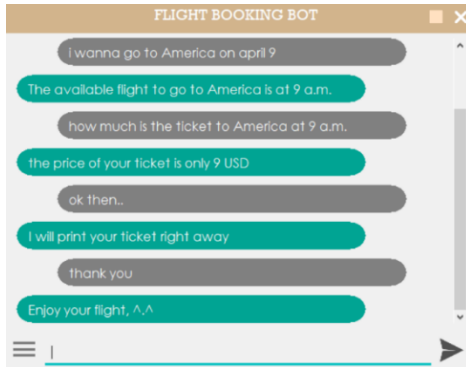 FLIGHT BOOKING BOT
i wanna go to America on april 9
The available flight to go to America is at 9 a.m.
how much is the ticket to America at 9 a.m.
the price of your ticket is only 9 USD
ok then..
I will print your ticket right away
thank you
Enjoy your flight, ^.^